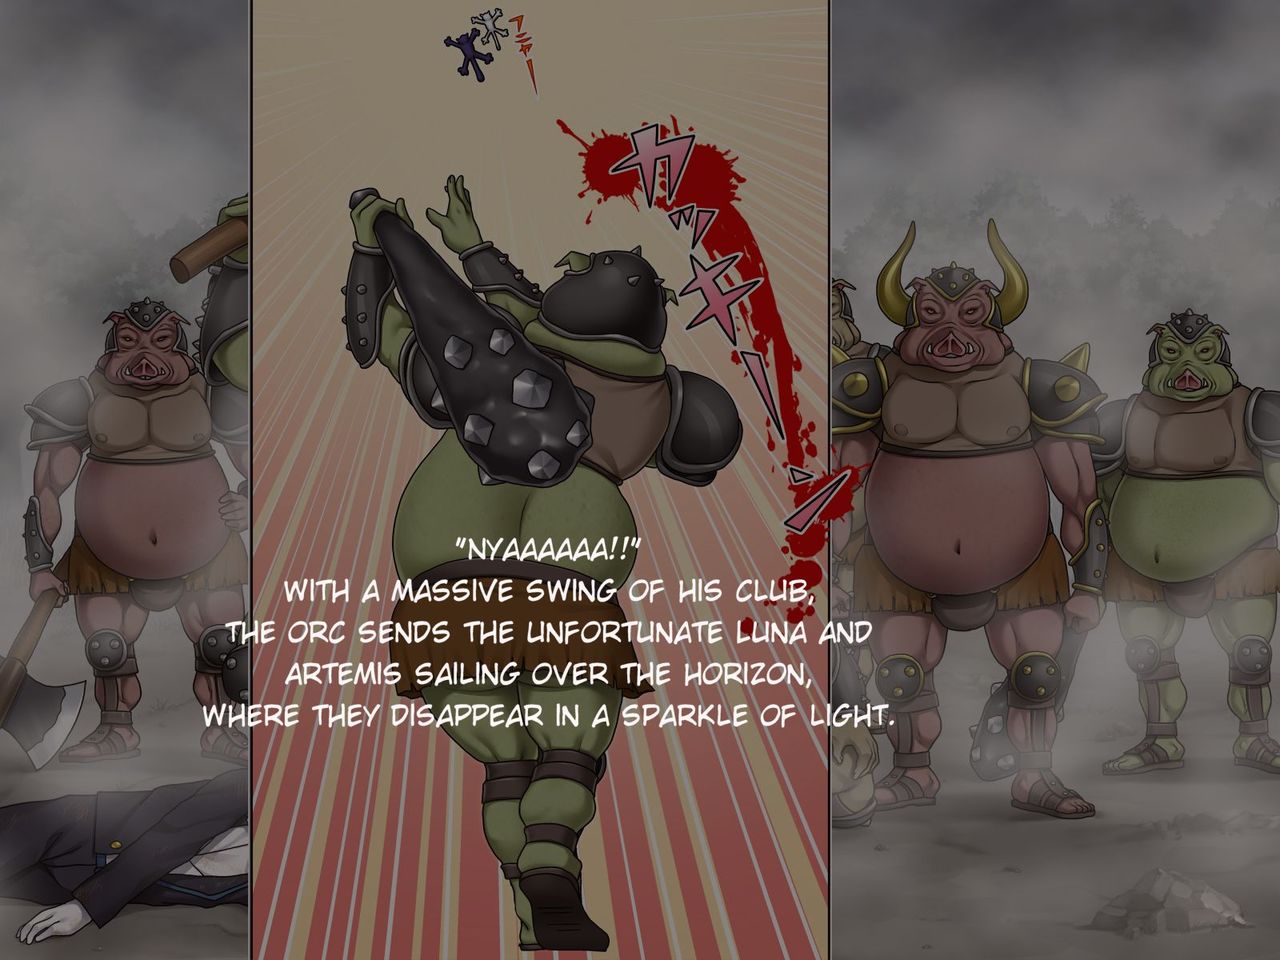 フニャー
カッキーン
"NYAAAAAA!!"
WITH A MASSIVE SWING OF HIS CLUB,
THE ORC SENDS THE UNFORTUNATE LUNA AND
ARTEMIS SAILING OVER THE HORIZON,
WHERE THEY DISAPPEAR IN A SPARKLE OF LIGHT.